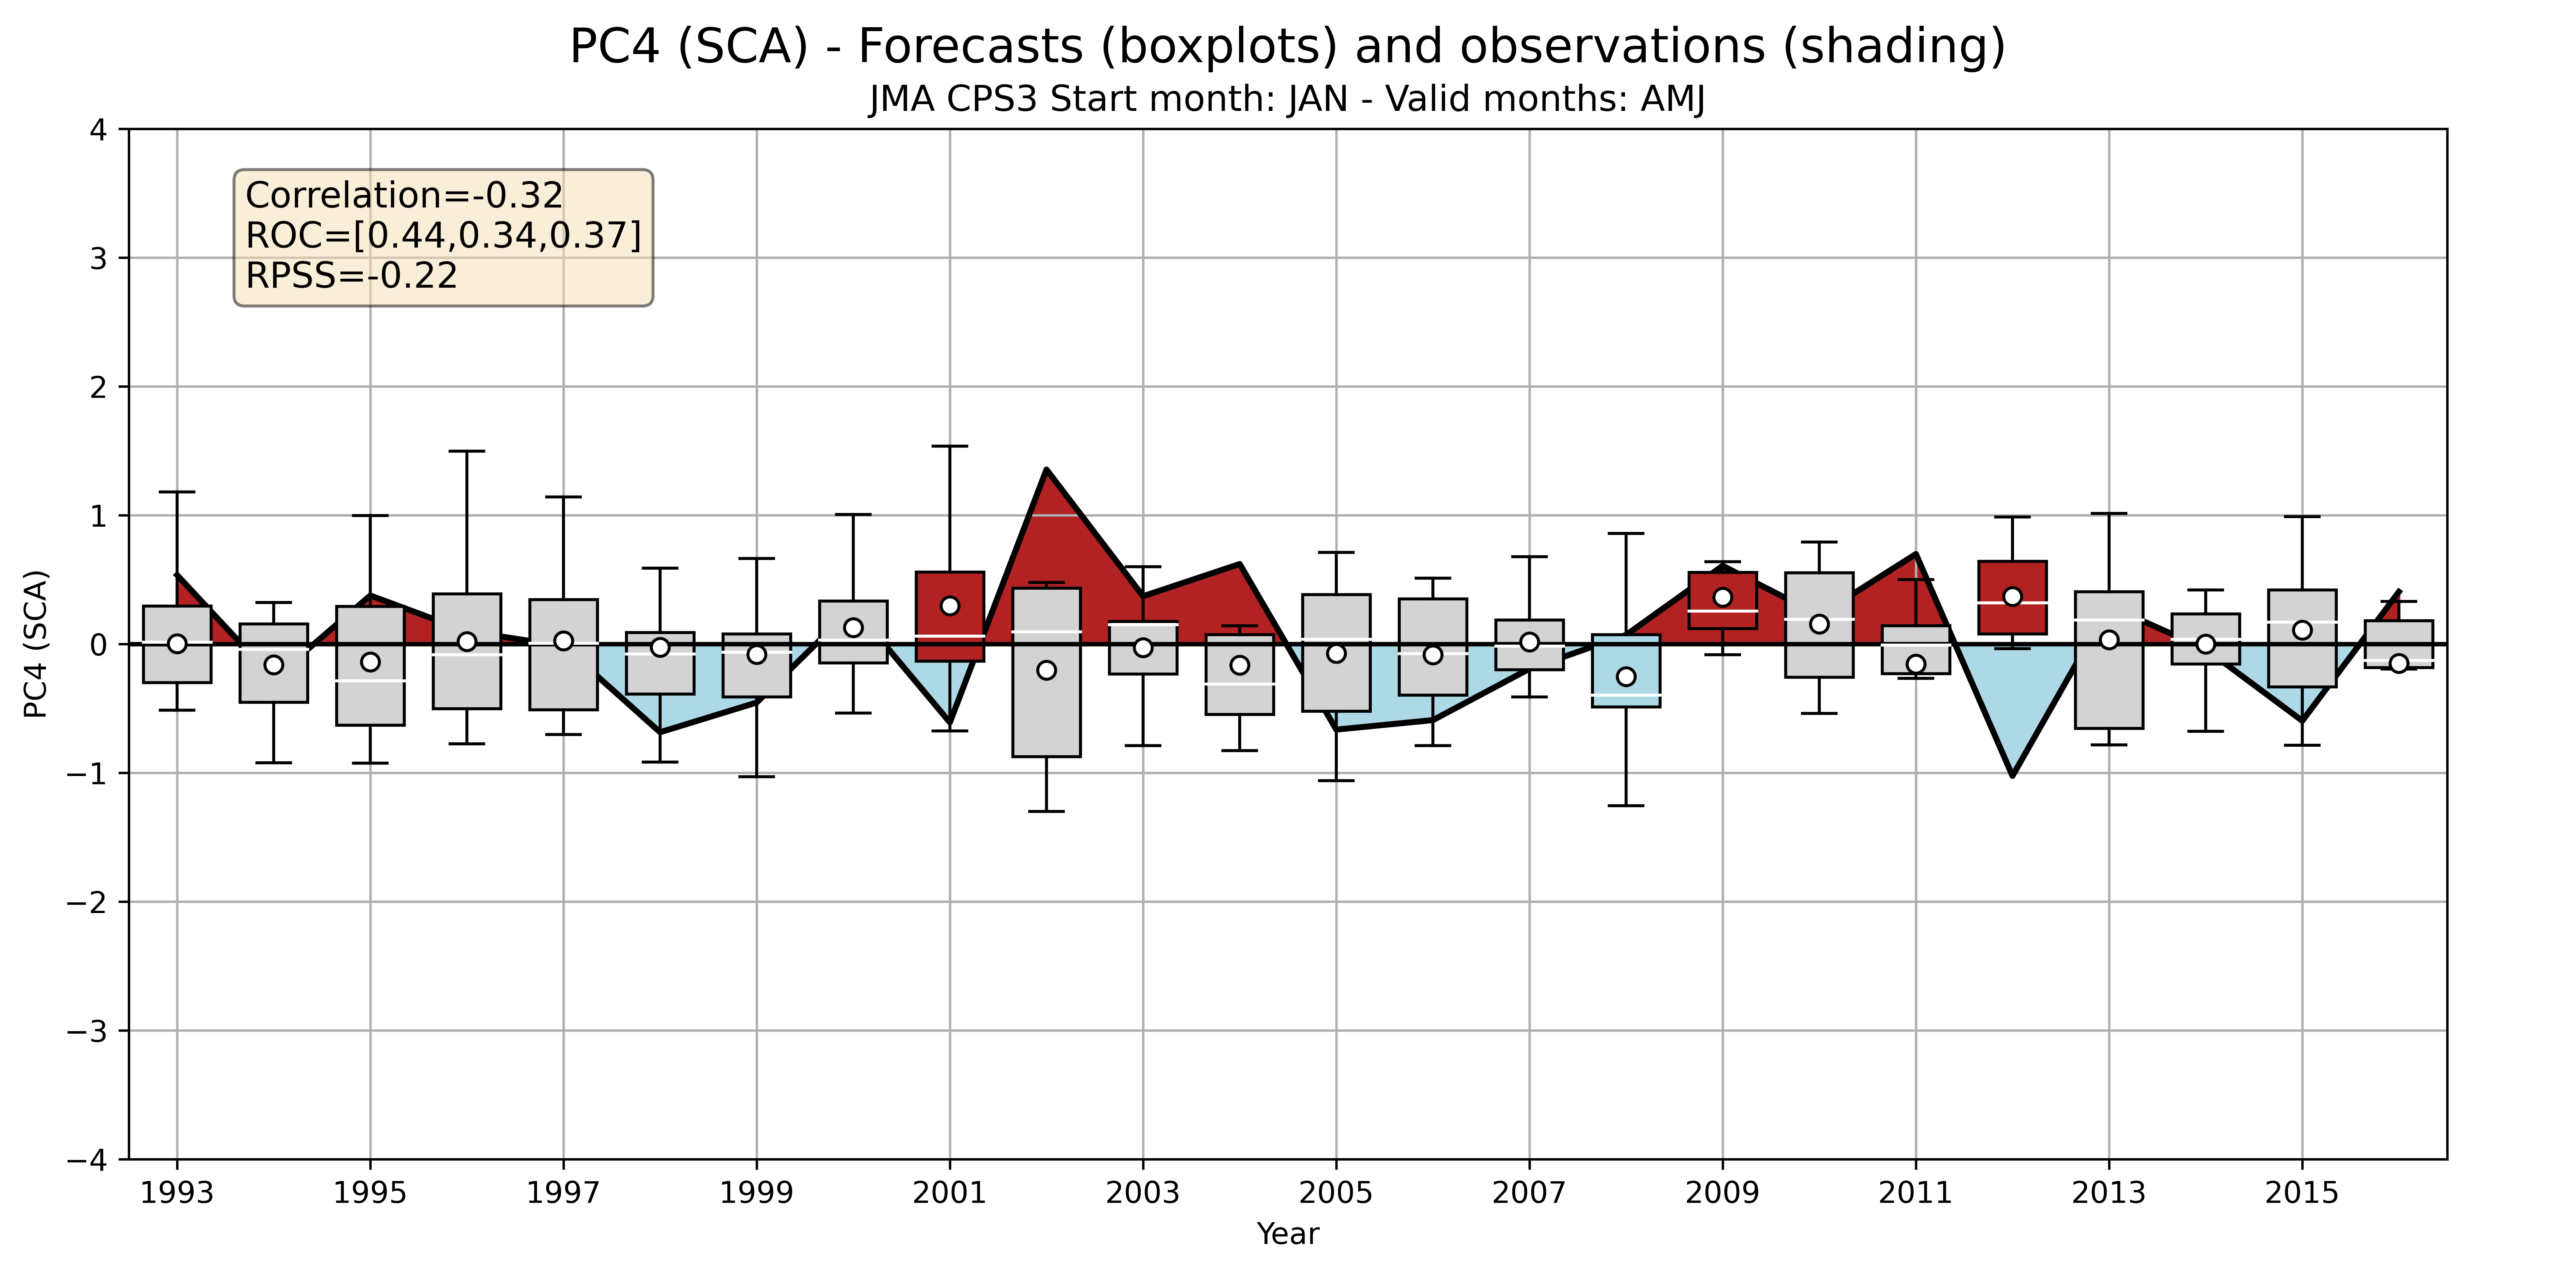 PC4 (SCA) - Forecasts (boxplots) and observations (shading)
JMA CPS3 Start month: JAN - Valid months: AMJ
Correlation=-0.32
ROC=[0.44,0.34,0.37]
RPSS=-0.22
PC4 (SCA)
4
3
2
1
0
−1
−2
−3
−4
1993 1995 1997 1999 2001 2003 2005 2007 2009 2011 2013 2015
Year